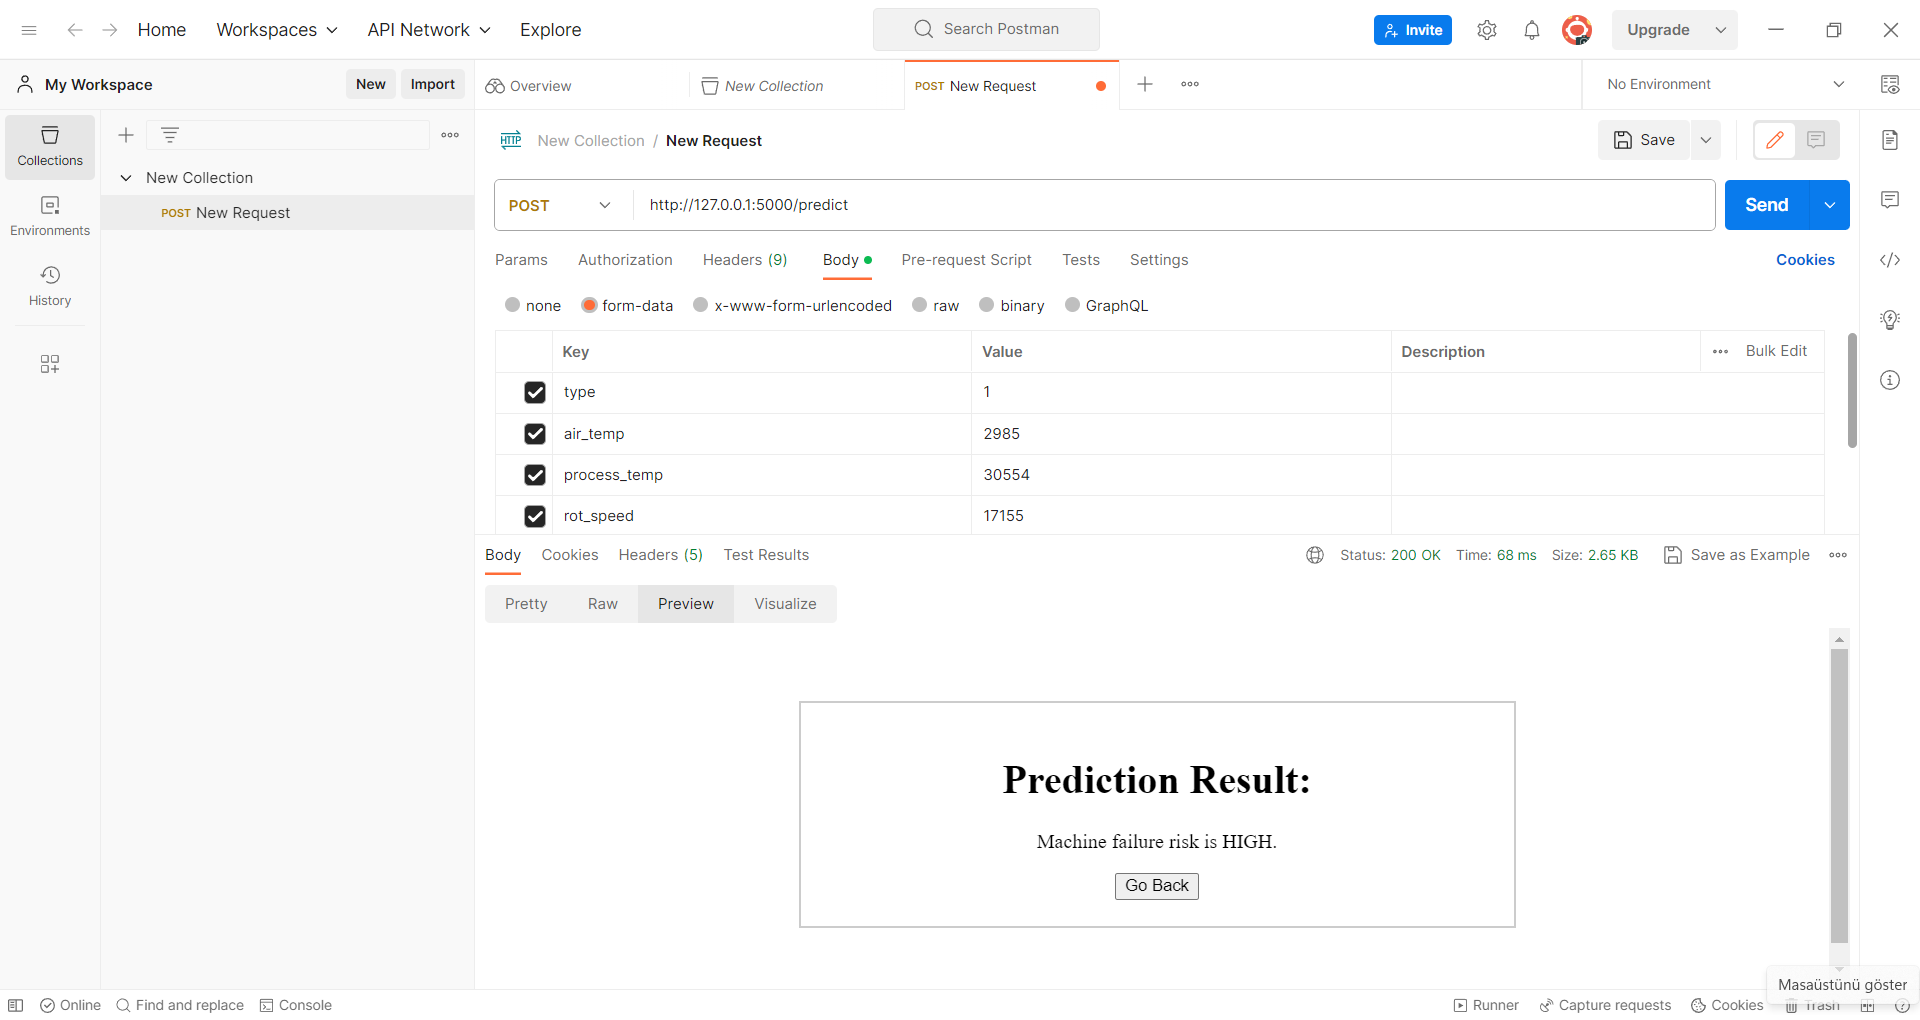 Home Workspaces API Network Explore Search Postman Invite Upgrade
My Workspace New Import Overview New Collection POST New Request No Environment
Collections
New Collection
POST New Request
Environments
History
HTTP New Collection / New Request Save
POST http://127.0.0.1:5000/predict Send
Params Authorization Headers (9) Body Pre-request Script Tests Settings Cookies
none form-data x-www-form-urlencoded raw binary GraphQL
Key Value Description Bulk Edit
type 1
air_temp 2985
process_temp 30554
rot_speed 17155
Body Cookies Headers (5) Test Results Status: 200 OK Time: 68 ms Size: 2.65 KB Save as Example
Pretty Raw Preview Visualize
Prediction Result:
Machine failure risk is HIGH.
Go Back
Masaüstünü göster
Online Find and replace Console Runner Capture requests Cookies Trash